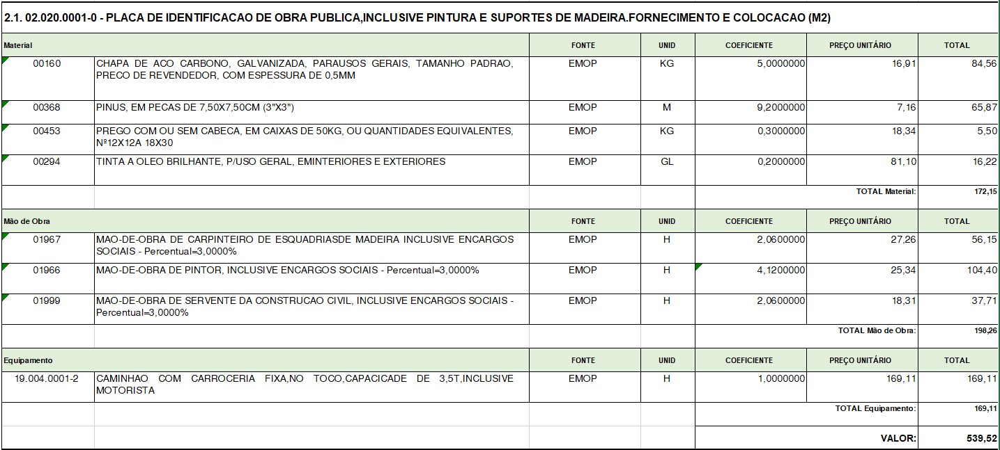 2.1. 02.020.0001-0 - PLACA DE IDENTIFICACAO DE OBRA PUBLICA,INCLUSIVE PINTURA E SUPORTES DE MADEIRA.FORNECIMENTO E COLOCACAO (M2)
Material FONTE UNID COEFICIENTE PREÇO UNITÁRIO TOTAL
00160 CHAPA DE ACO CARBONO, GALVANIZADA, PARAUSOS GERAIS, TAMANHO PADRAO, EMOP KG 5,0000000 16,91 84,56
PRECO DE REVENDEDOR, COM ESPESSURA DE 0,5MM
00368 PINUS, EM PECAS DE 7,50X7,50CM (3"X3") EMOP M 9,2000000 7,16 65,87
00453 PREGO COM OU SEM CABECA, EM CAIXAS DE 50KG, OU QUANTIDADES EQUIVALENTES, EMOP KG 0,3000000 18,34 5,50
Nº12X12A 18X30
00294 TINTA A OLEO BRILHANTE, P/USO GERAL, EMINTERIORES E EXTERIORES EMOP GL 0,2000000 81,10 16,22
TOTAL Material: 172,15
Mão de Obra FONTE UNID COEFICIENTE PREÇO UNITÁRIO TOTAL
01967 MAO-DE-OBRA DE CARPINTEIRO DE ESQUADRIASDE MADEIRA INCLUSIVE ENCARGOS EMOP H 2,0600000 27,26 56,15
SOCIAIS - Percentual=3,0000%
01966 MAO-DE-OBRA DE PINTOR, INCLUSIVE ENCARGOS SOCIAIS - Percentual=3,0000% EMOP H 4,1200000 25,34 104,40
01999 MAO-DE-OBRA DE SERVENTE DA CONSTRUCAO CIVIL, INCLUSIVE ENCARGOS SOCIAIS - EMOP H 2,0600000 18,31 37,71
Percentual=3,0000%
TOTAL Mão de Obra: 198,26
Equipamento FONTE UNID COEFICIENTE PREÇO UNITÁRIO TOTAL
19.004.0001-2 CAMINHAO COM CARROCERIA FIXA,NO TOCO,CAPACICADE DE 3,5T,INCLUSIVE EMOP H 1,0000000 169,11 169,11
MOTORISTA
TOTAL Equipamento: 169,11
VALOR: 539,52